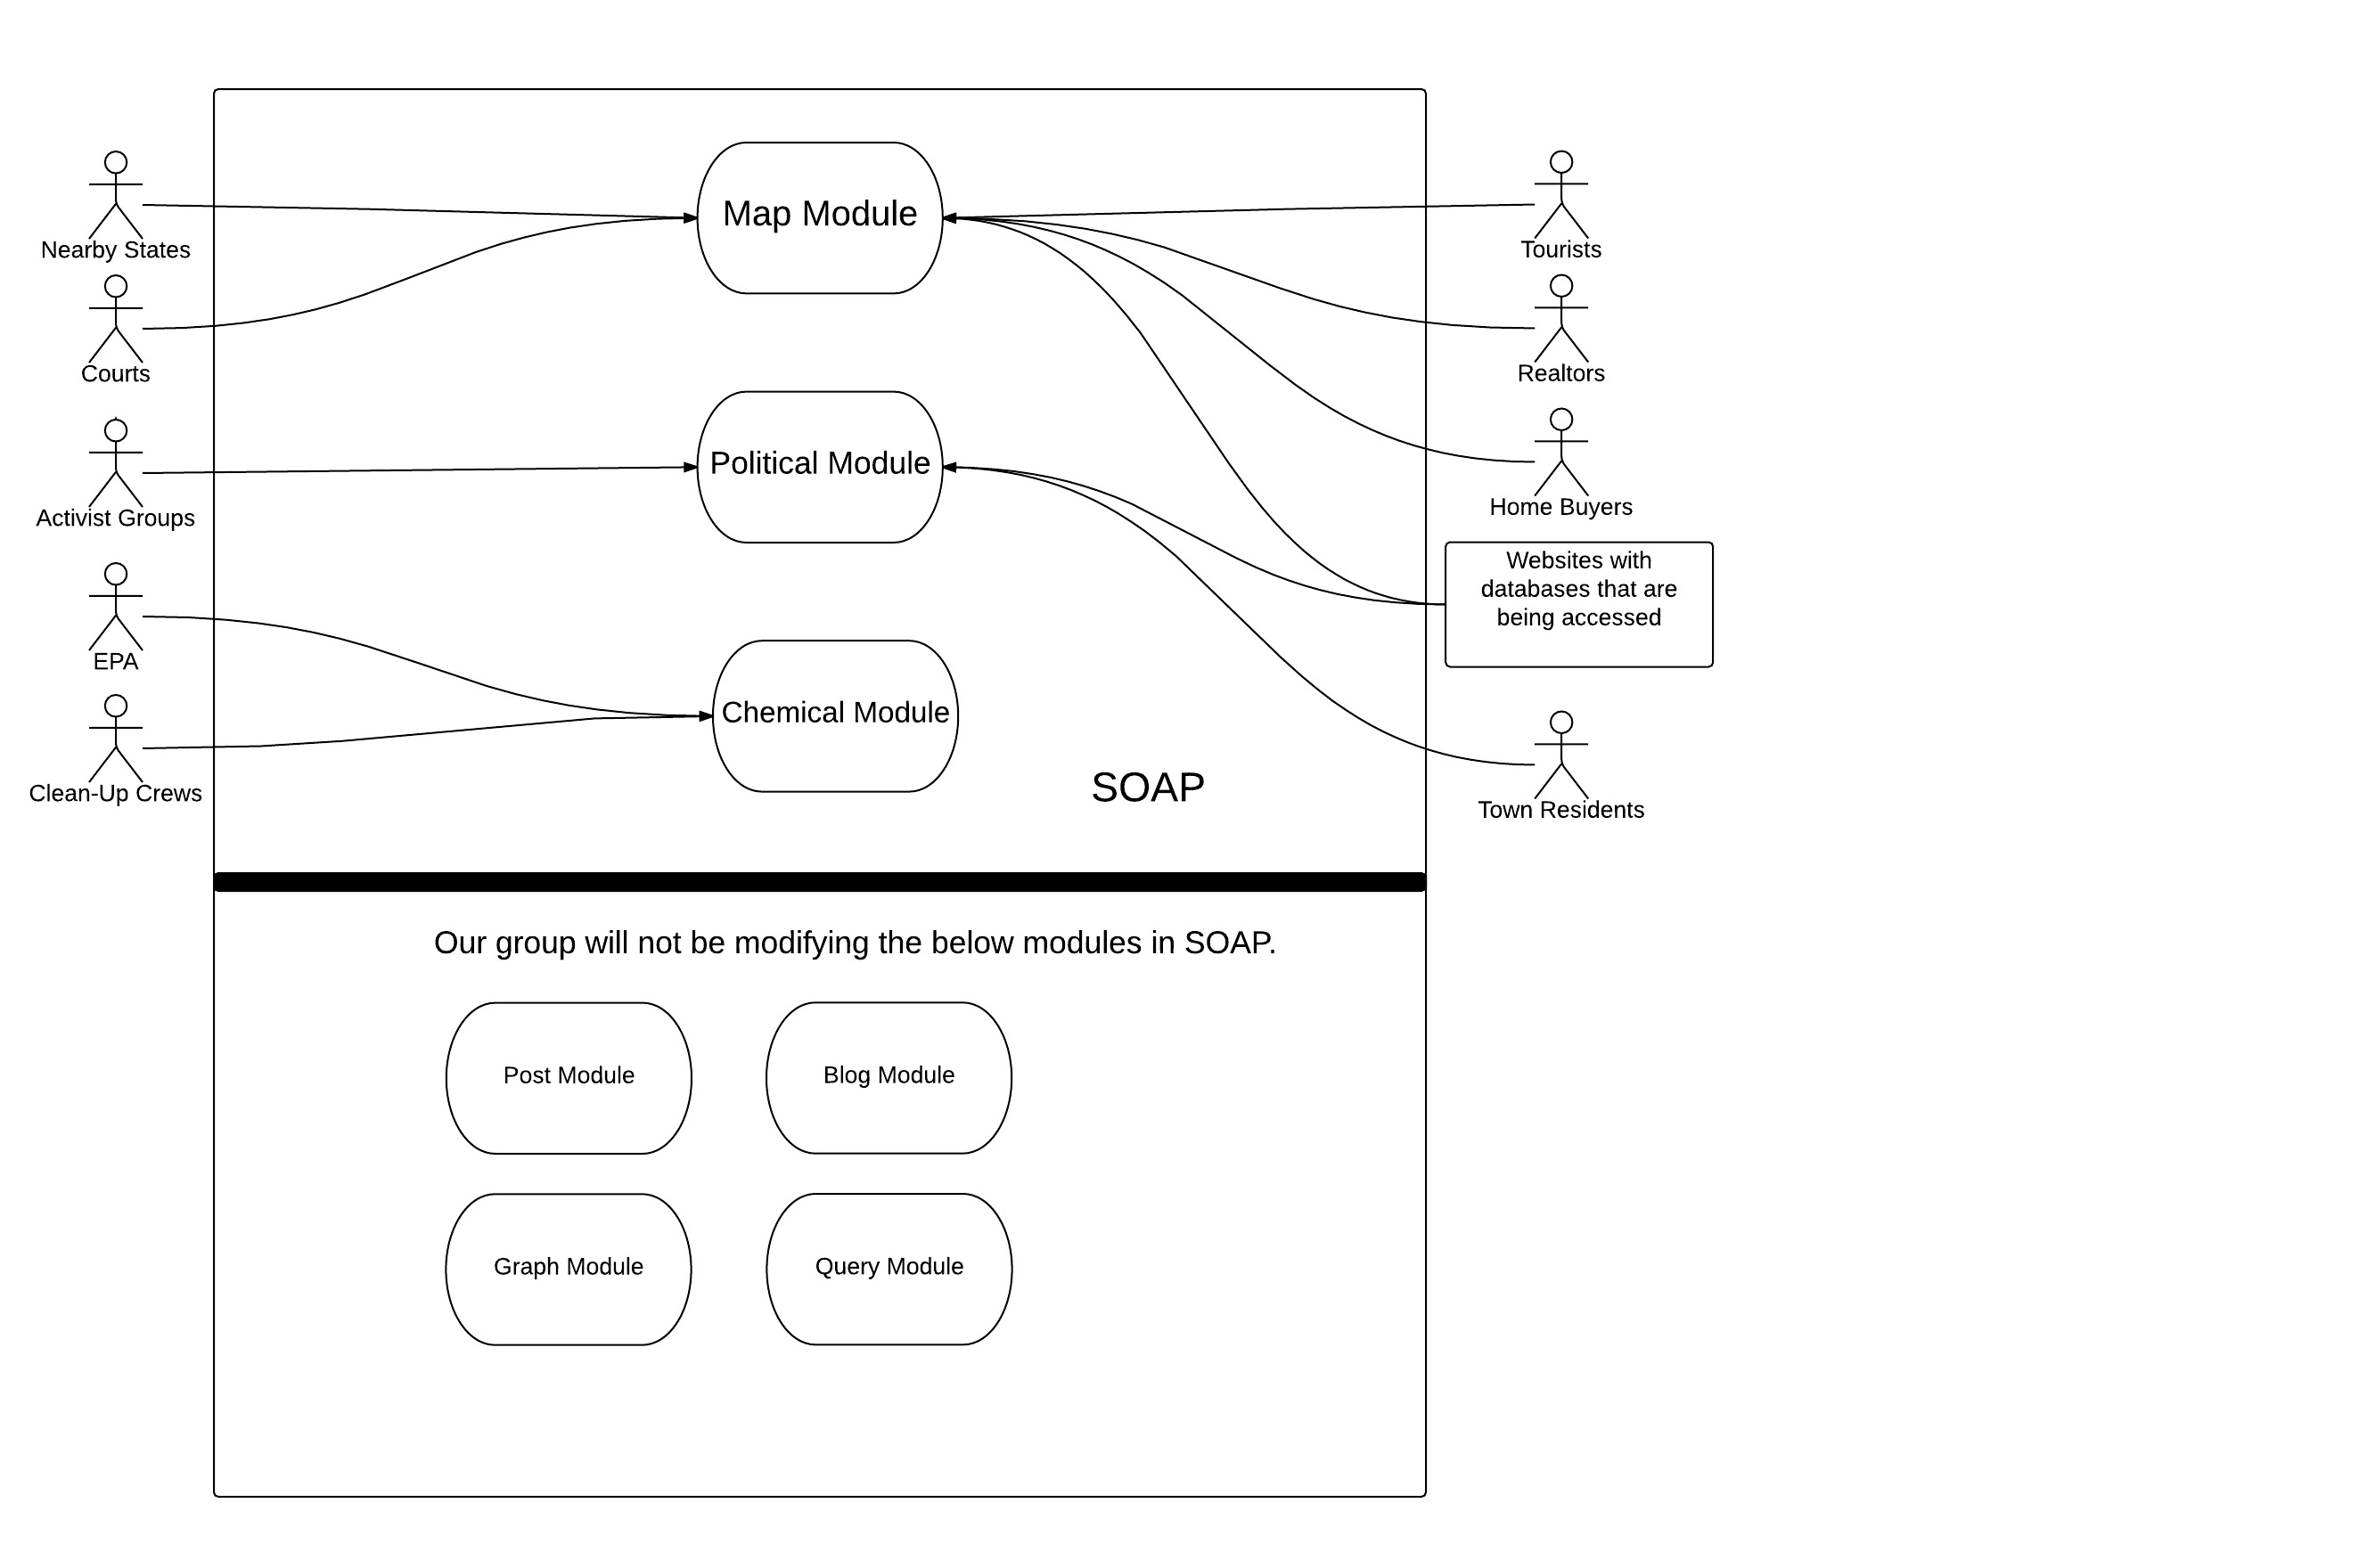 Map Module
Nearby States
Tourists
Courts
Realtors
Political Module
Activist Groups
Home Buyers
Websites with
databases that are
being accessed
EPA
Chemical Module
Clean-Up Crews
SOAP
Town Residents
Our group will not be modifying the below modules in SOAP.
Post Module
Blog Module
Graph Module
Query Module